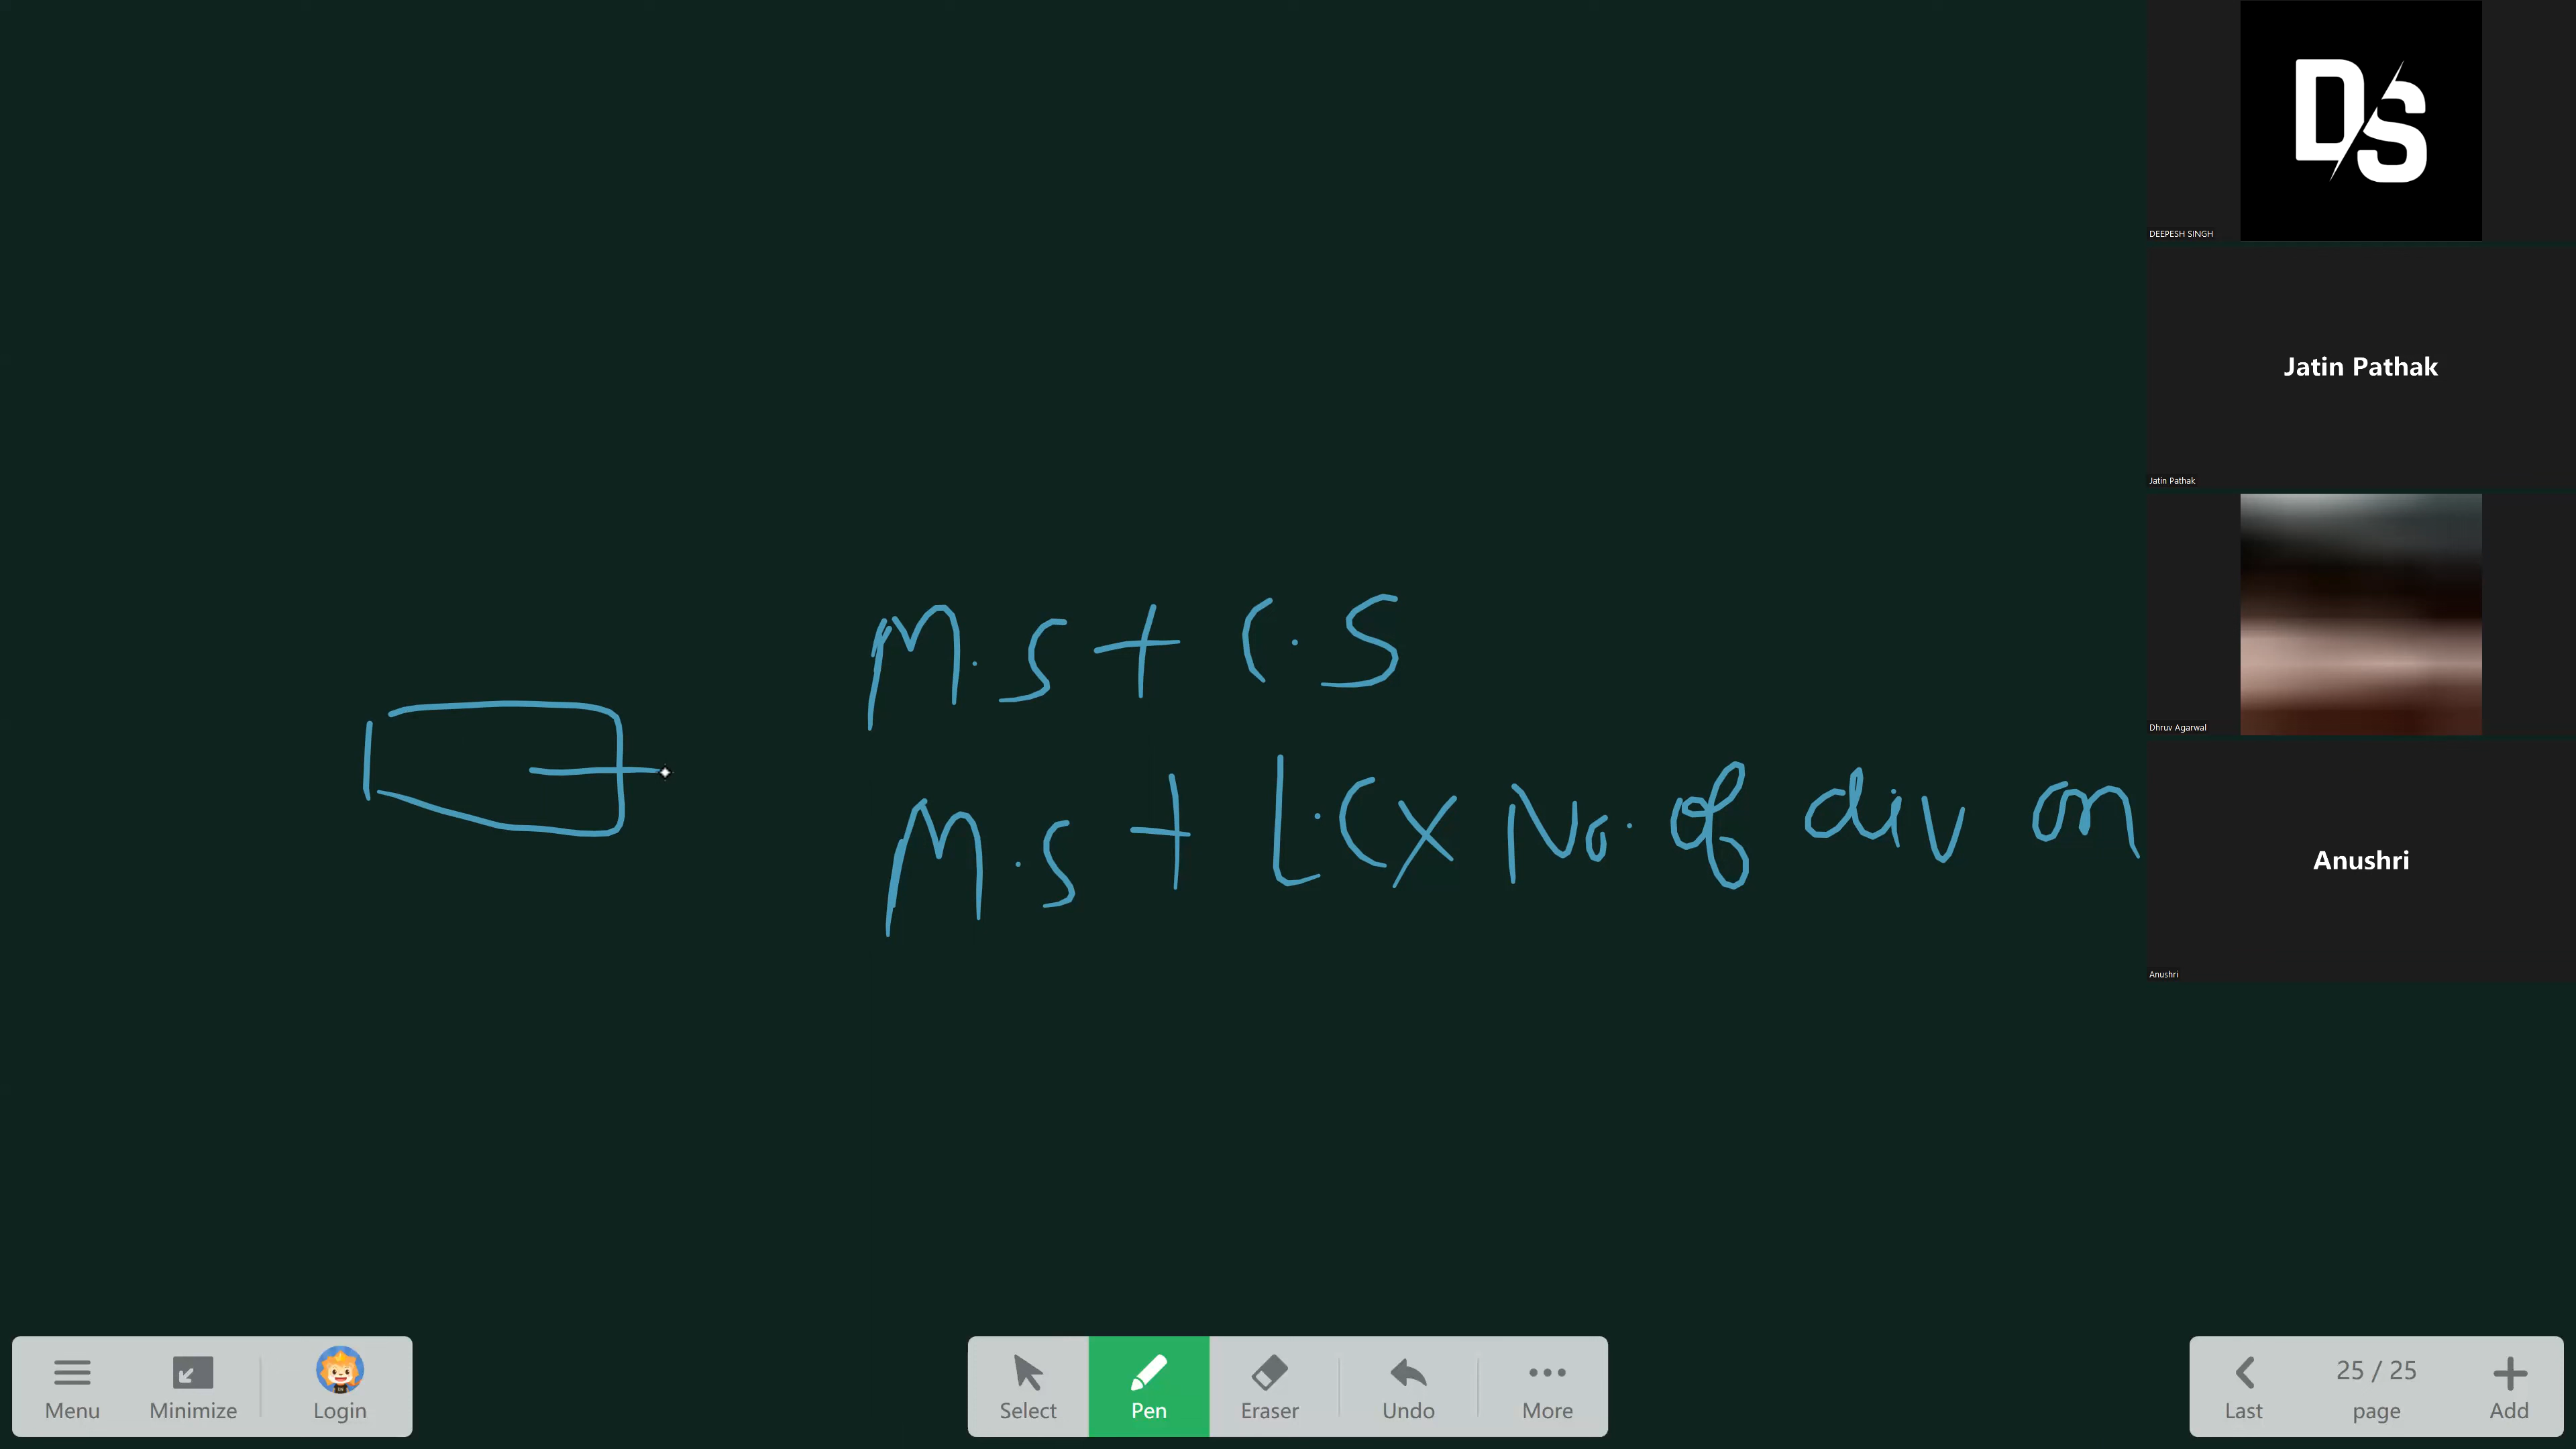 DS
DEEPESH SINGH
Jatin Pathak
Jatin Pathak
M.S + C.S
Dhruv Agarwal
M.S + L.C X No. of div on
Anushri
Anushri
Menu Minimize Login Select Pen Eraser Undo More Last 25 / 25 page Add